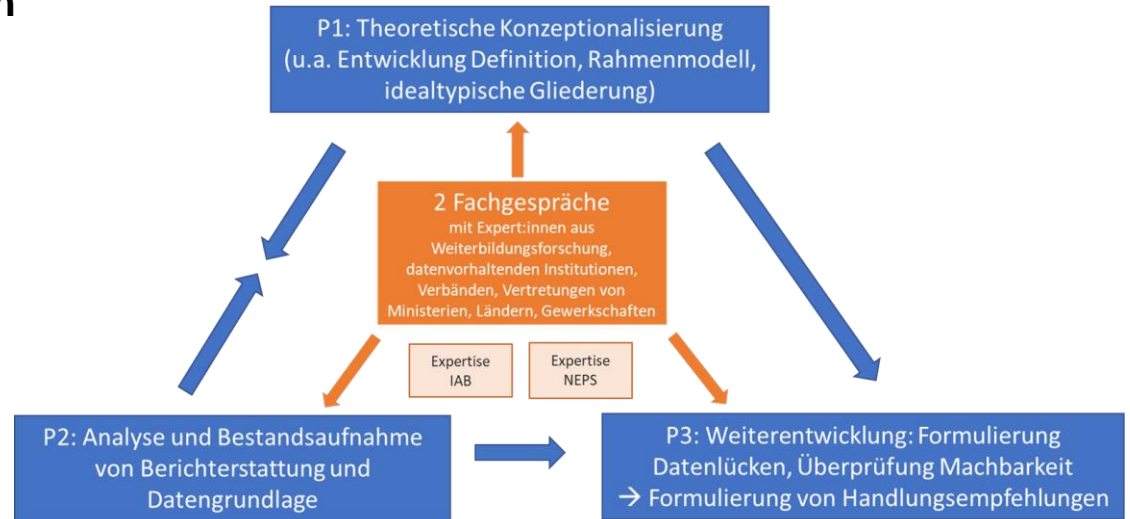 n
P1: Theoretische Konzeptionalisierung
(u.a. Entwicklung Definition, Rahmenmodell,
idealtypische Gliederung)
2 Fachgespräche
mit Expert:innen aus
Weiterbildungsforschung,
datenvorhaltenden Institutionen,
Verbänden, Vertretungen von
Ministerien, Ländern, Gewerkschaften
Expertise
IAB
Expertise
NEPS
P2: Analyse und Bestandsaufnahme
von Berichterstattung und
Datengrundlage
P3: Weiterentwicklung: Formulierung
Datenlücken, Überprüfung Machbarkeit
→ Formulierung von Handlungsempfehlungen